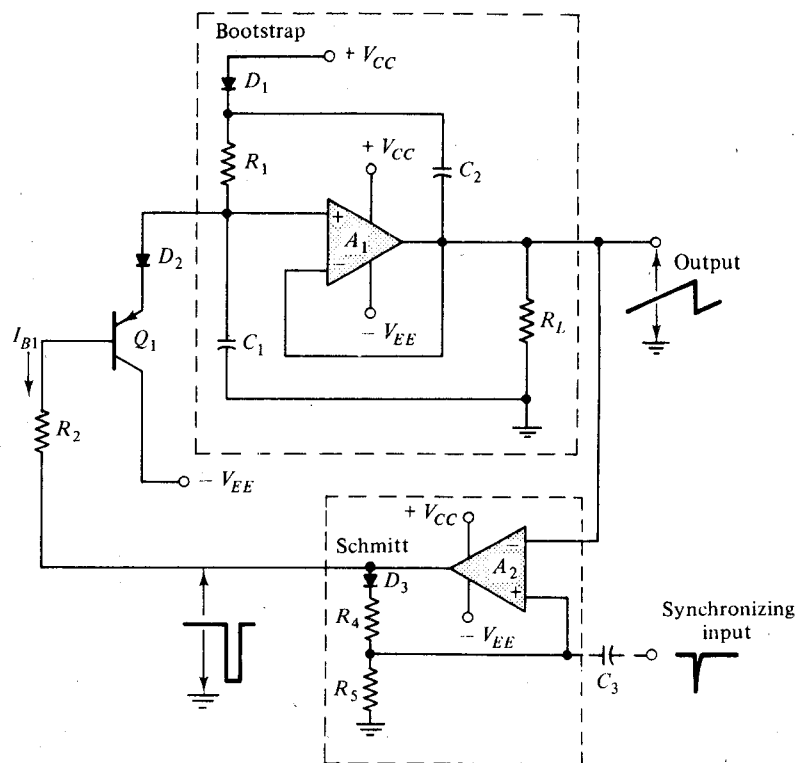 Bootstrap
+ V_CC
D_1
R_1
+ V_CC
C_2
+
A_1
−
D_2
Output
I_B1
Q_1
C_1
− V_EE
R_L
R_2
− V_EE
+ V_CC
Schmitt
−
A_2
+
D_3
R_4
− V_EE
Synchronizing
input
C_3
R_5